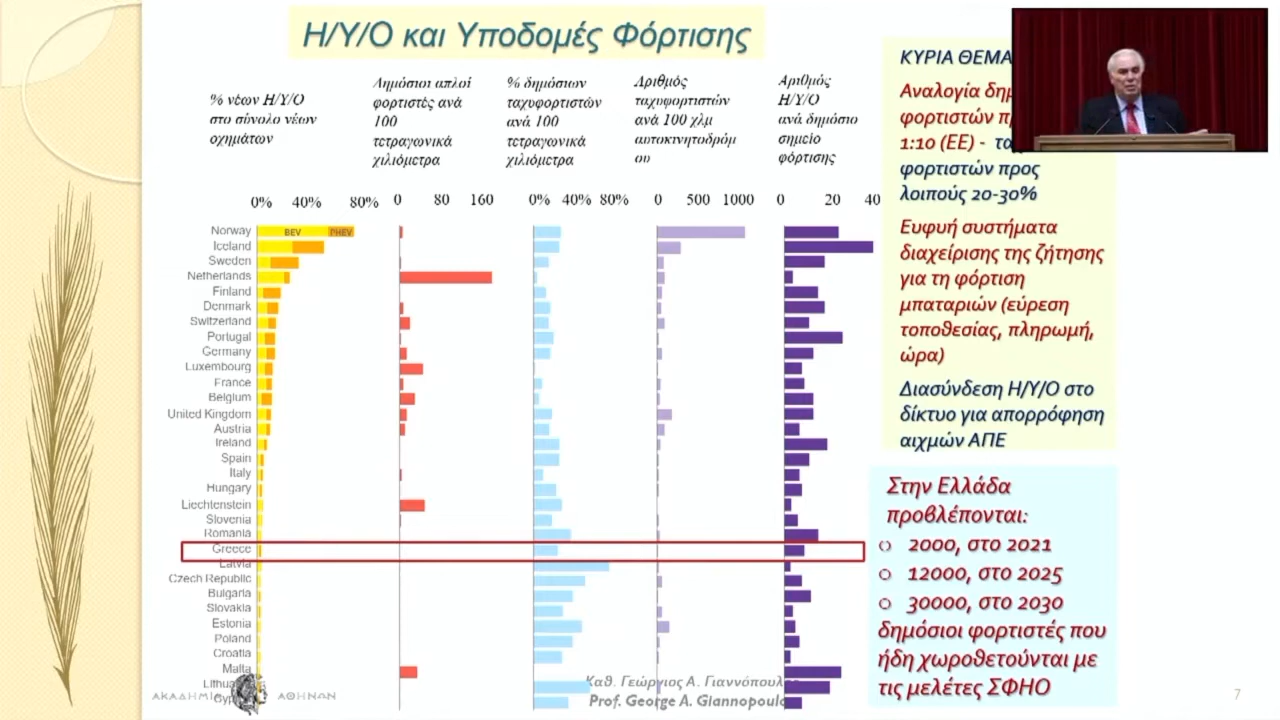 Η/Υ/Ο και Υποδομές Φόρτισης
% νέων Η/Υ/Ο
στο σύνολο νέων
οχημάτων
Δημόσιοι απλοί
φορτιστές ανά
100
τετραγωνικά
χιλιόμετρα
% δημόσιων
ταχυφορτιστών
ανά 100
τετραγωνικά
χιλιόμετρα
Αριθμός
ταχυφορτιστών
ανά 100 χλμ
αυτοκινητοδρόμ
ου
Αριθμός
Η/Υ/Ο
ανά δημόσιο
σημείο
φόρτισης
0% 40% 80%
0 80 160
0% 40% 80%
0 500 1000
0 20 40
BEV PHEV
Norway
Iceland
Sweden
Netherlands
Finland
Denmark
Switzerland
Portugal
Germany
Luxembourg
France
Belgium
United Kingdom
Austria
Ireland
Spain
Italy
Hungary
Liechtenstein
Slovenia
Romania
Greece
Latvia
Czech Republic
Bulgaria
Slovakia
Estonia
Poland
Croatia
Malta
ΚΥΡΙΑ ΘΕΜΑ
Αναλογία δημ
φορτιστών π
1:10 (ΕΕ) - τα
φορτιστών προς
λοιπούς 20-30%
Ευφυή συστήματα
διαχείρισης της ζήτησης
για τη φόρτιση
μπαταριών (εύρεση
τοποθεσίας, πληρωμή,
ώρα)
Διασύνδεση Η/Υ/Ο στο
δίκτυο για απορρόφηση
αιχμών ΑΠΕ
Στην Ελλάδα
προβλέπονται:
2000, στο 2021
12000, στο 2025
30000, στο 2030
δημόσιοι φορτιστές που
ήδη χωροθετούνται με
τις μελέτες ΣΦΗΟ
ΑΚΑΔΗΜΙΑ ΑΘΗΝΩΝ
Καθ. Γεώργιος Α. Γιαννόπουλος
Prof. George A. Giannopoulo
7